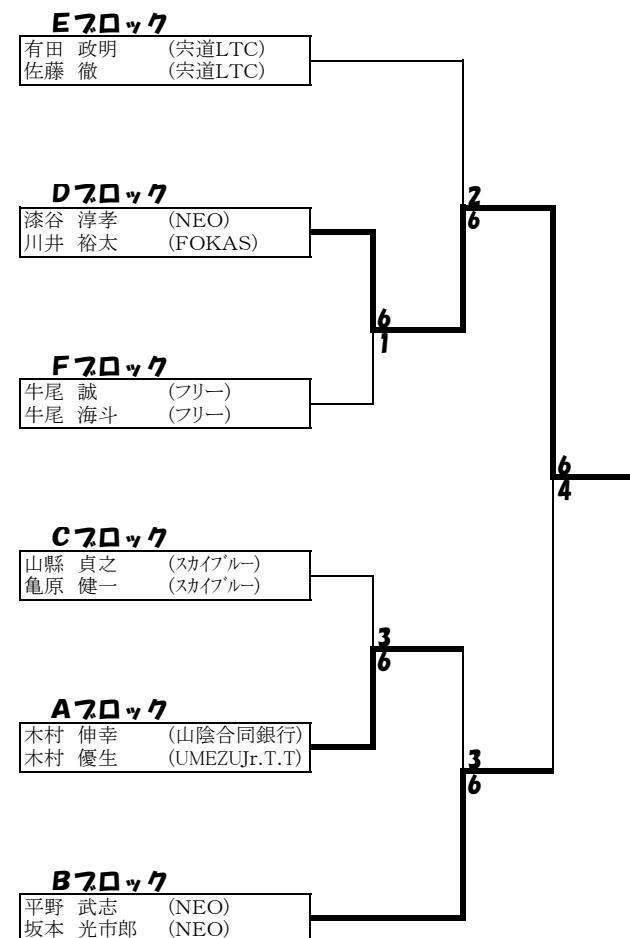 Eブロック
有田 政明 (宍道LTC)
佐藤 徹 (宍道LTC)
Dブロック
漆谷 淳孝 (NEO)
川井 裕太 (FOKAS)
2
6
6
1
Fブロック
牛尾 誠 (フリー)
牛尾 海斗 (フリー)
6
4
Cブロック
山縣 貞之 (スカイブルー)
亀原 健一 (スカイブルー)
3
6
Aブロック
木村 伸幸 (山陰合同銀行)
木村 優生 (UMEZUJr.T.T)
3
6
Bブロック
平野 武志 (NEO)
坂本 光市郎 (NEO)